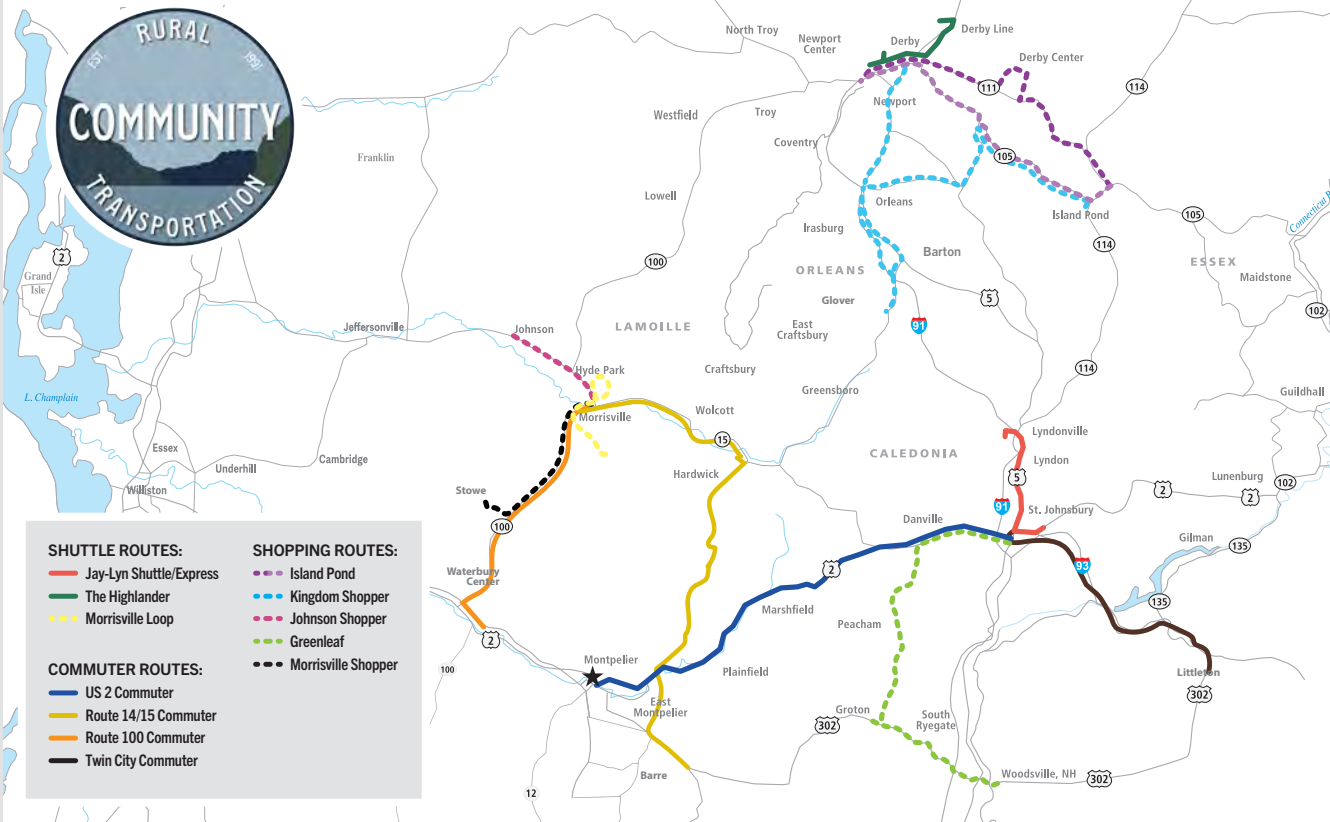 RURAL
EST. 1991
COMMUNITY
TRANSPORTATION
North Troy
Newport
Center
Derby
Derby Line
Derby Center
111
114
Newport
Westfield
Troy
Coventry
105
Franklin
Lowell
Orleans
Island Pond
105
Irasburg
2
Grand
Isle
100
Barton
114
ESSEX
ORLEANS
Maidstone
Glover
5
102
Jeffersonville
Johnson
LAMOILLE
East
Craftsbury
91
Hyde Park
Craftsbury
114
Greensboro
Guildhall
L. Champlain
Morrisville
Wolcott
15
Lyndonville
Essex
Underhill
Cambridge
CALEDONIA
Lyndon
Williston
Hardwick
5
Lunenburg
102
Stowe
2
2
91
St. Johnsbury
100
Danville
Gilman
135
Waterbury
Center
2
93
Marshfield
135
2
Peacham
100
Montpelier
Plainfield
Littleton
East
Montpelier
302
Groton
South
Ryegate
302
Barre
Woodsville, NH
302
12
SHUTTLE ROUTES:
Jay-Lyn Shuttle/Express
The Highlander
Morrisville Loop
COMMUTER ROUTES:
US 2 Commuter
Route 14/15 Commuter
Route 100 Commuter
Twin City Commuter
SHOPPING ROUTES:
Island Pond
Kingdom Shopper
Johnson Shopper
Greenleaf
Morrisville Shopper
Connecticut